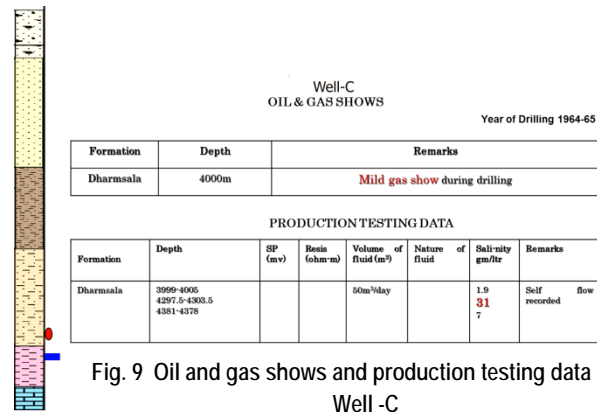 Well-C
OIL & GAS SHOWS
Year of Drilling 1964-65
Formation Depth Remarks
Dharmsala 4000m Mild gas show during drilling
PRODUCTION TESTING DATA
Formation Depth SP (mv) Resis (ohm-m) Volume of fluid (m³) Nature of fluid Sali-nity gm/ltr Remarks
Dharmsala 3999-4005 50m³/day 1.9 Self flow recorded
4297.5-4303.5 31
4381-4378 7
Fig. 9 Oil and gas shows and production testing data
Well -C